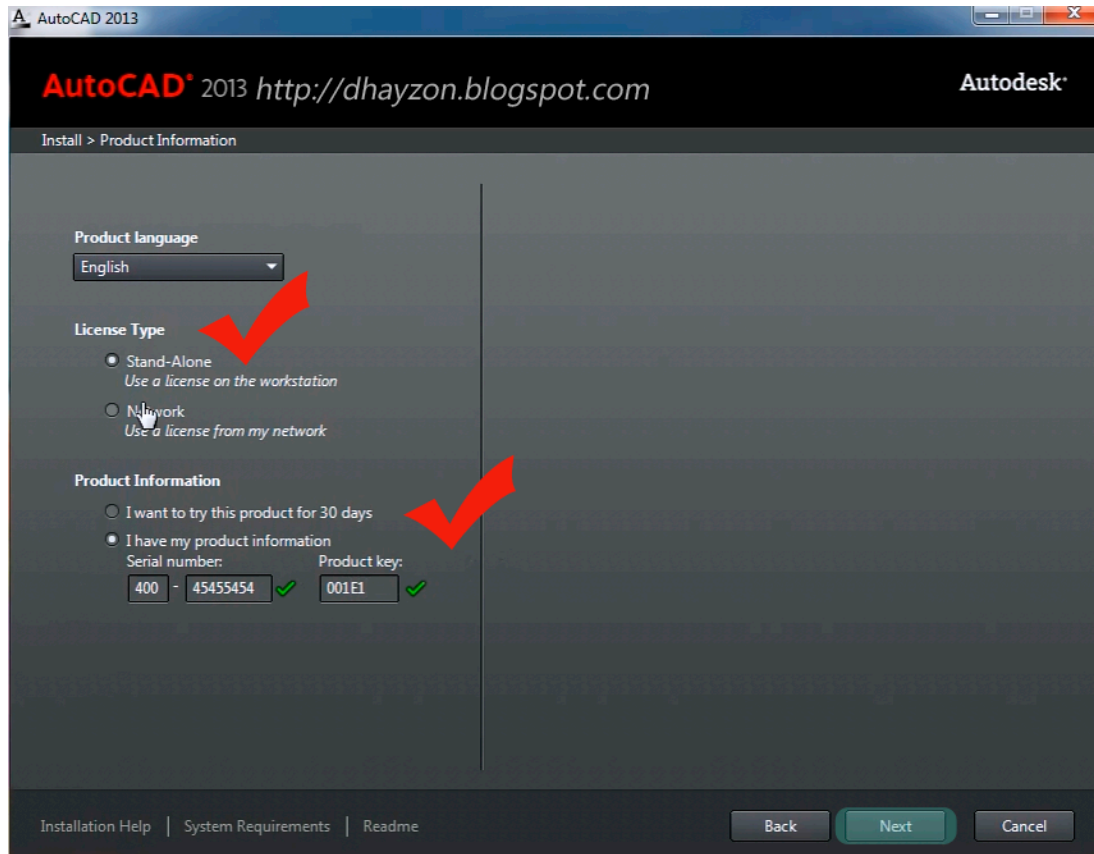 AutoCAD 2013
AutoCAD® 2013 http://dhayzon.blogspot.com
Autodesk®
Install > Product Information
Product language
English
License Type
Stand-Alone
Use a license on the workstation
Network
Use a license from my network
Product Information
I want to try this product for 30 days
I have my product information
Serial number: Product key:
400 - 45455454 001E1
Installation Help | System Requirements | Readme
Back Next Cancel